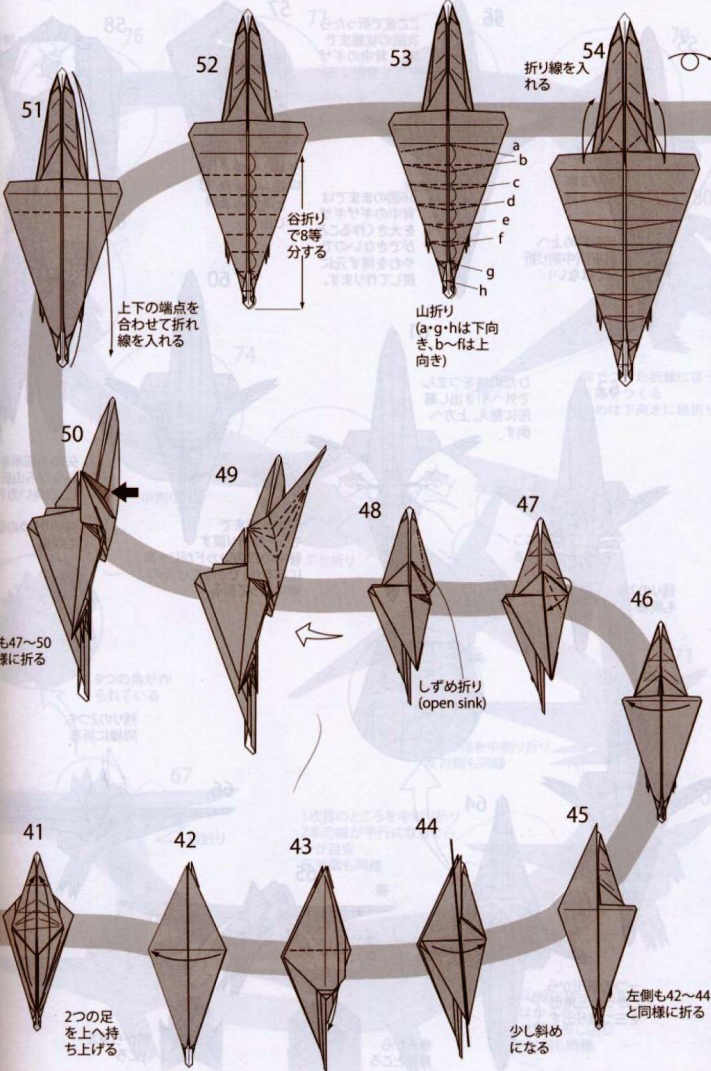 51
上下の端点を
合わせて折れ
線を入れる
52
谷折り
で8等
分する
53
a
b
c
d
e
f
g
h
山折り
(a・g・hは下向
き、b〜fは上
向き)
54
折り線を入
れる
50
も47〜50
様に折る
49
48
しずめ折り
(open sink)
47
46
41
2つの足
を上へ持
ち上げる
42
43
44
少し斜め
になる
45
左側も42〜44
と同様に折る